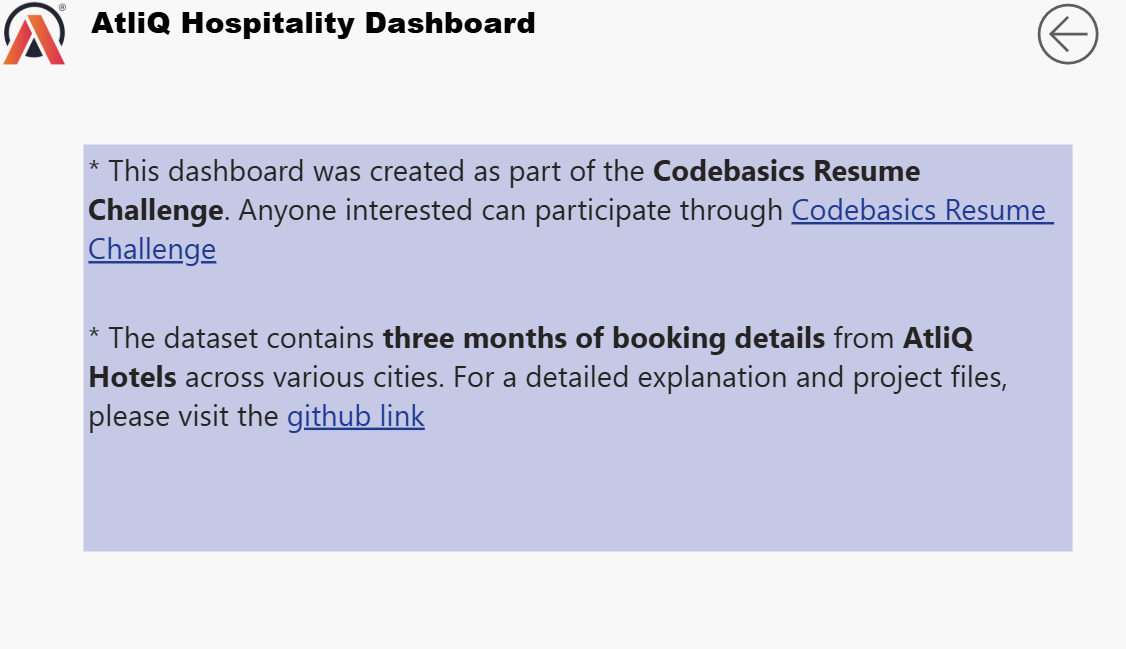 ®
AtliQ Hospitality Dashboard
* This dashboard was created as part of the Codebasics Resume
Challenge. Anyone interested can participate through Codebasics Resume
Challenge
* The dataset contains three months of booking details from AtliQ
Hotels across various cities. For a detailed explanation and project files,
please visit the github link